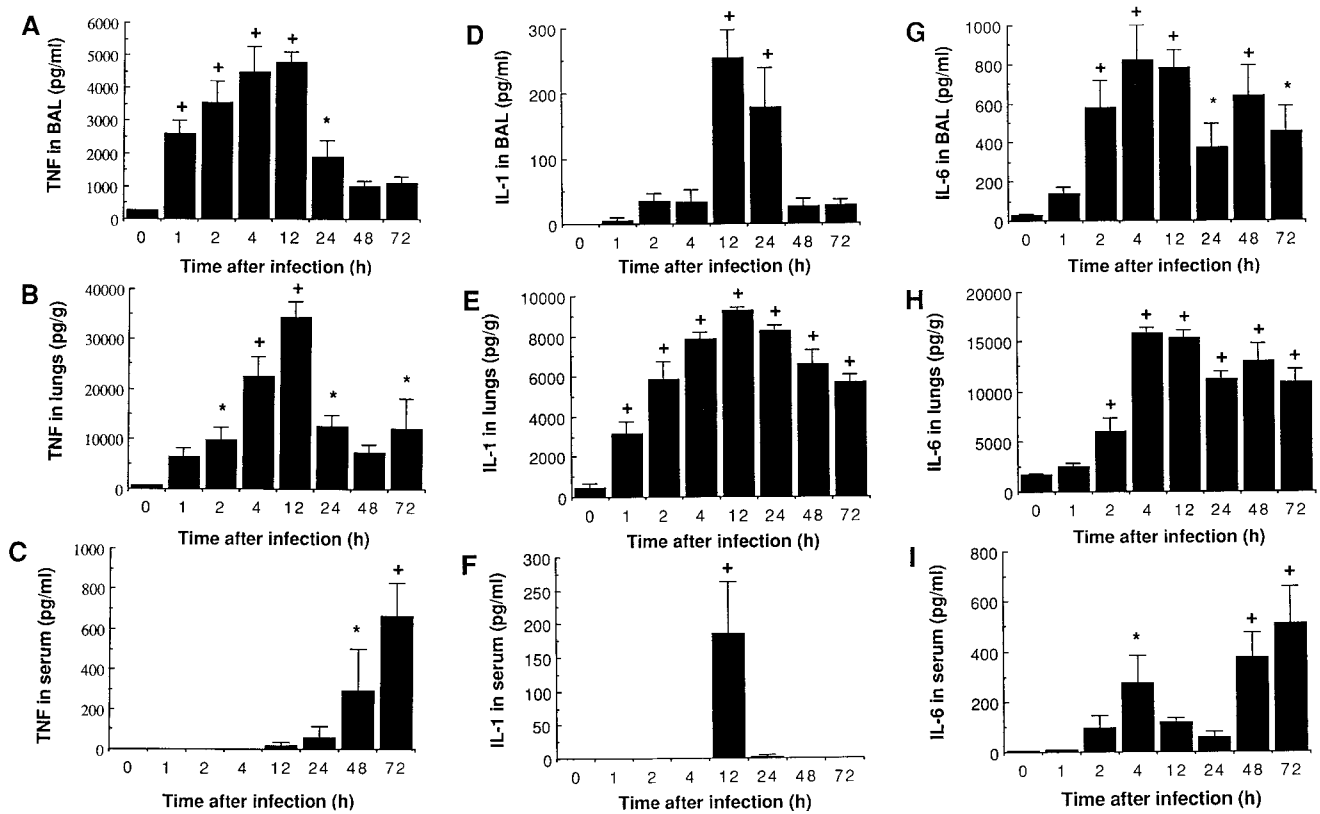 A
TNF in BAL (pg/ml)
6000
5000
4000
3000
2000
1000
0
+
+
+
+
*
0 1 2 4 12 24 48 72
Time after infection (h)
D
IL-1 in BAL (pg/ml)
300
200
100
0
+
+
0 1 2 4 12 24 48 72
Time after infection (h)
G
IL-6 in BAL (pg/ml)
1000
800
600
400
200
0
+
+
+
*
+
*
0 1 2 4 12 24 48 72
Time after infection (h)
B
TNF in lungs (pg/g)
40000
30000
20000
10000
0
*
+
+
*
*
0 1 2 4 12 24 48 72
Time after infection (h)
E
IL-1 in lungs (pg/g)
10000
8000
6000
4000
2000
0
+
+
+
+
+
+
+
0 1 2 4 12 24 48 72
Time after infection (h)
H
IL-6 in lungs (pg/g)
20000
15000
10000
5000
0
+
+
+
+
+
+
0 1 2 4 12 24 48 72
Time after infection (h)
C
TNF in serum (pg/ml)
1000
800
600
400
200
0
*
+
0 1 2 4 12 24 48 72
Time after infection (h)
F
IL-1 in serum (pg/ml)
300
250
200
150
100
50
0
+
0 1 2 4 12 24 48 72
Time after infection (h)
I
IL-6 in serum (pg/ml)
800
600
400
200
0
*
+
+
0 1 2 4 12 24 48 72
Time after infection (h)